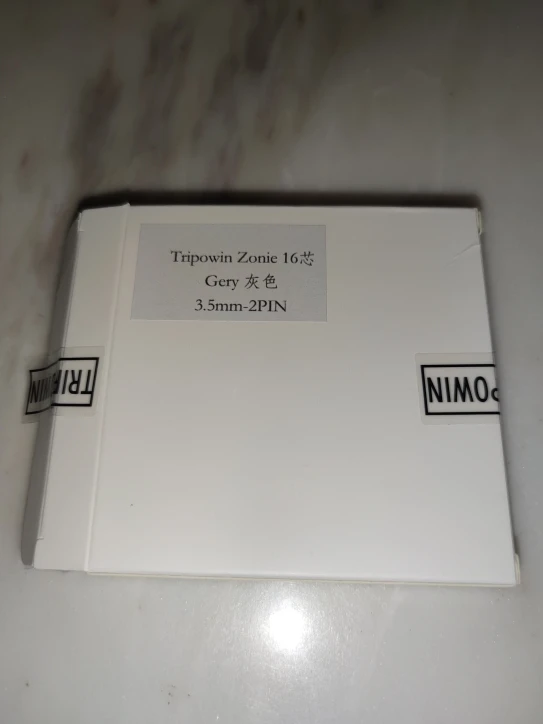 Tripowin Zonie 16芯
Gery 灰色
3.5mm-2PIN
TRIPOWIN
POWIN